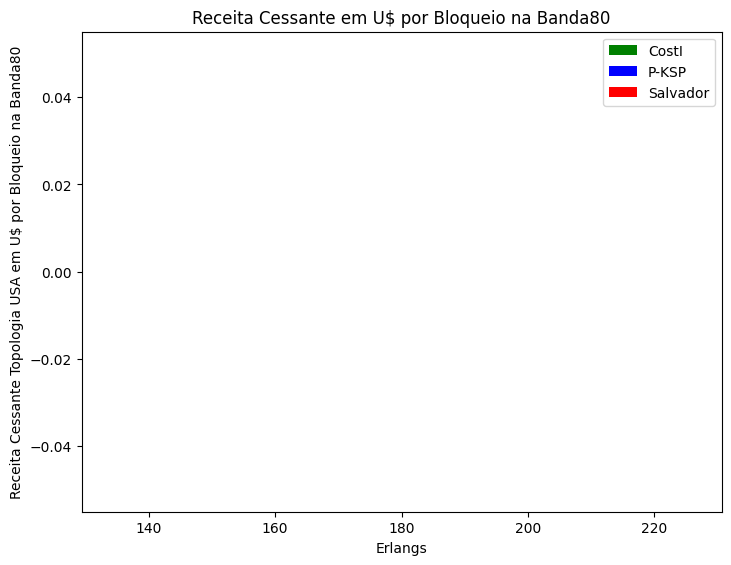 Receita Cessante em U$ por Bloqueio na Banda80
CostI
P-KSP
Salvador
Receita Cessante Topologia USA em U$ por Bloqueio na Banda80
0.04
0.02
0.00
−0.02
−0.04
140 160 180 200 220
Erlangs